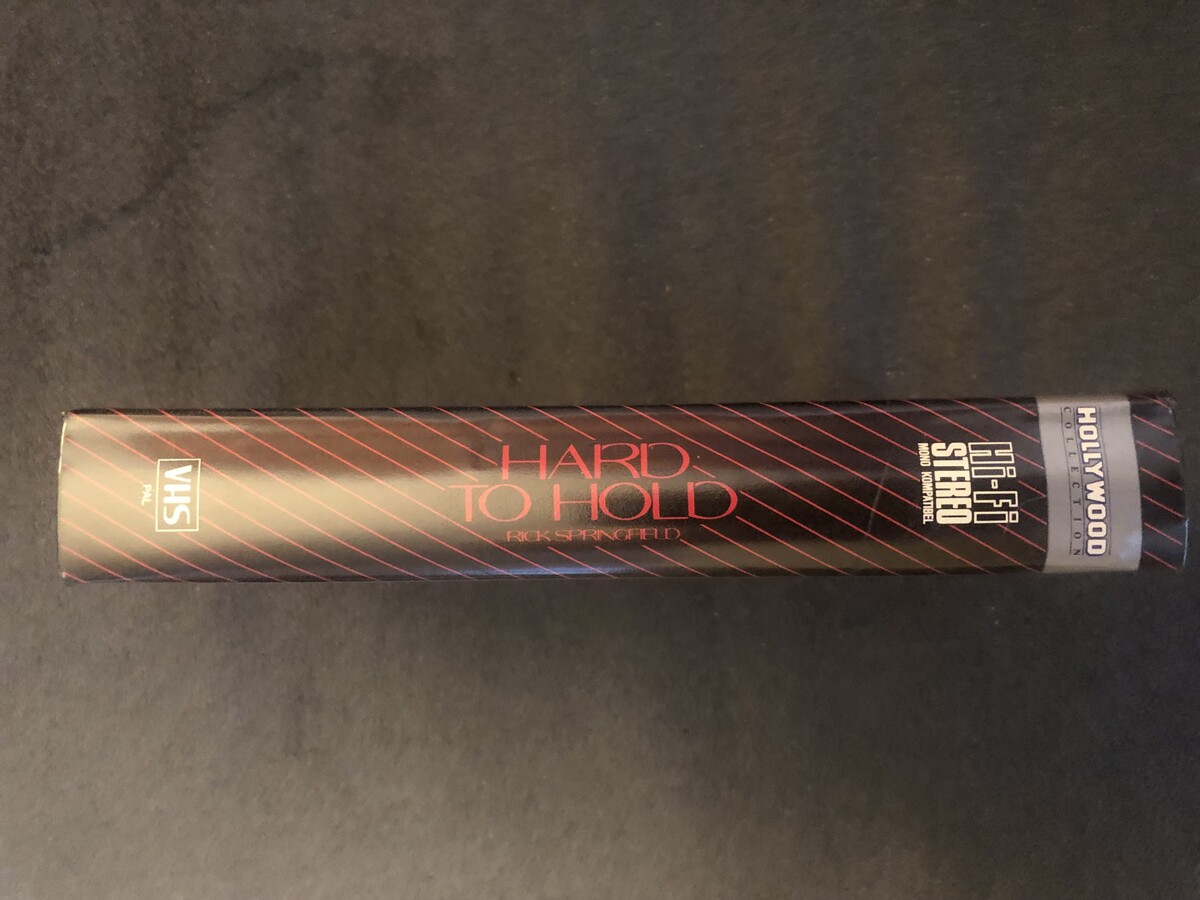 VHS
PAL
HARD
TO HOLD
RICK SPRINGFIELD
Hi-Fi
STEREO
MONO KOMPATIBEL
HOLLYWOOD
COLLECTION